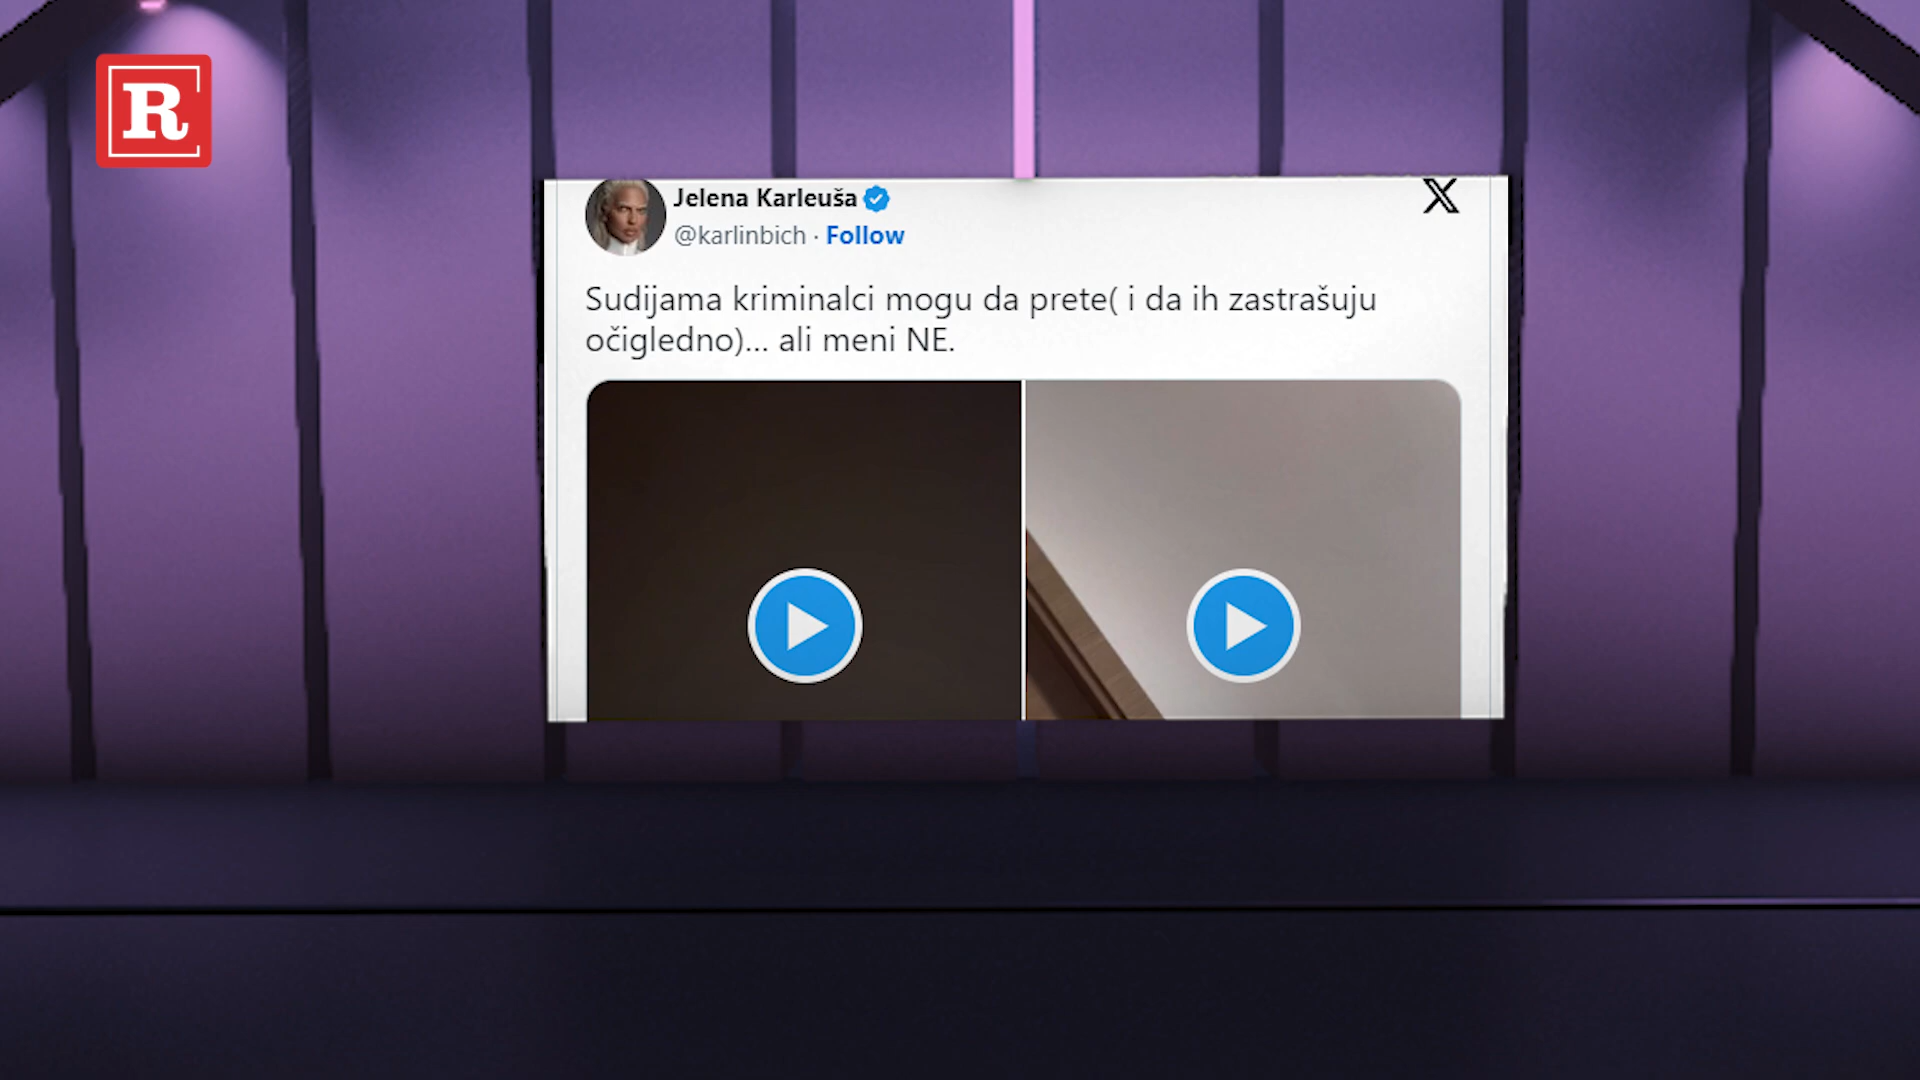 R
Jelena Karleuša
@karlinbich · Follow
Sudijama kriminalci mogu da prete( i da ih zastrašuju
očigledno)... ali meni NE.